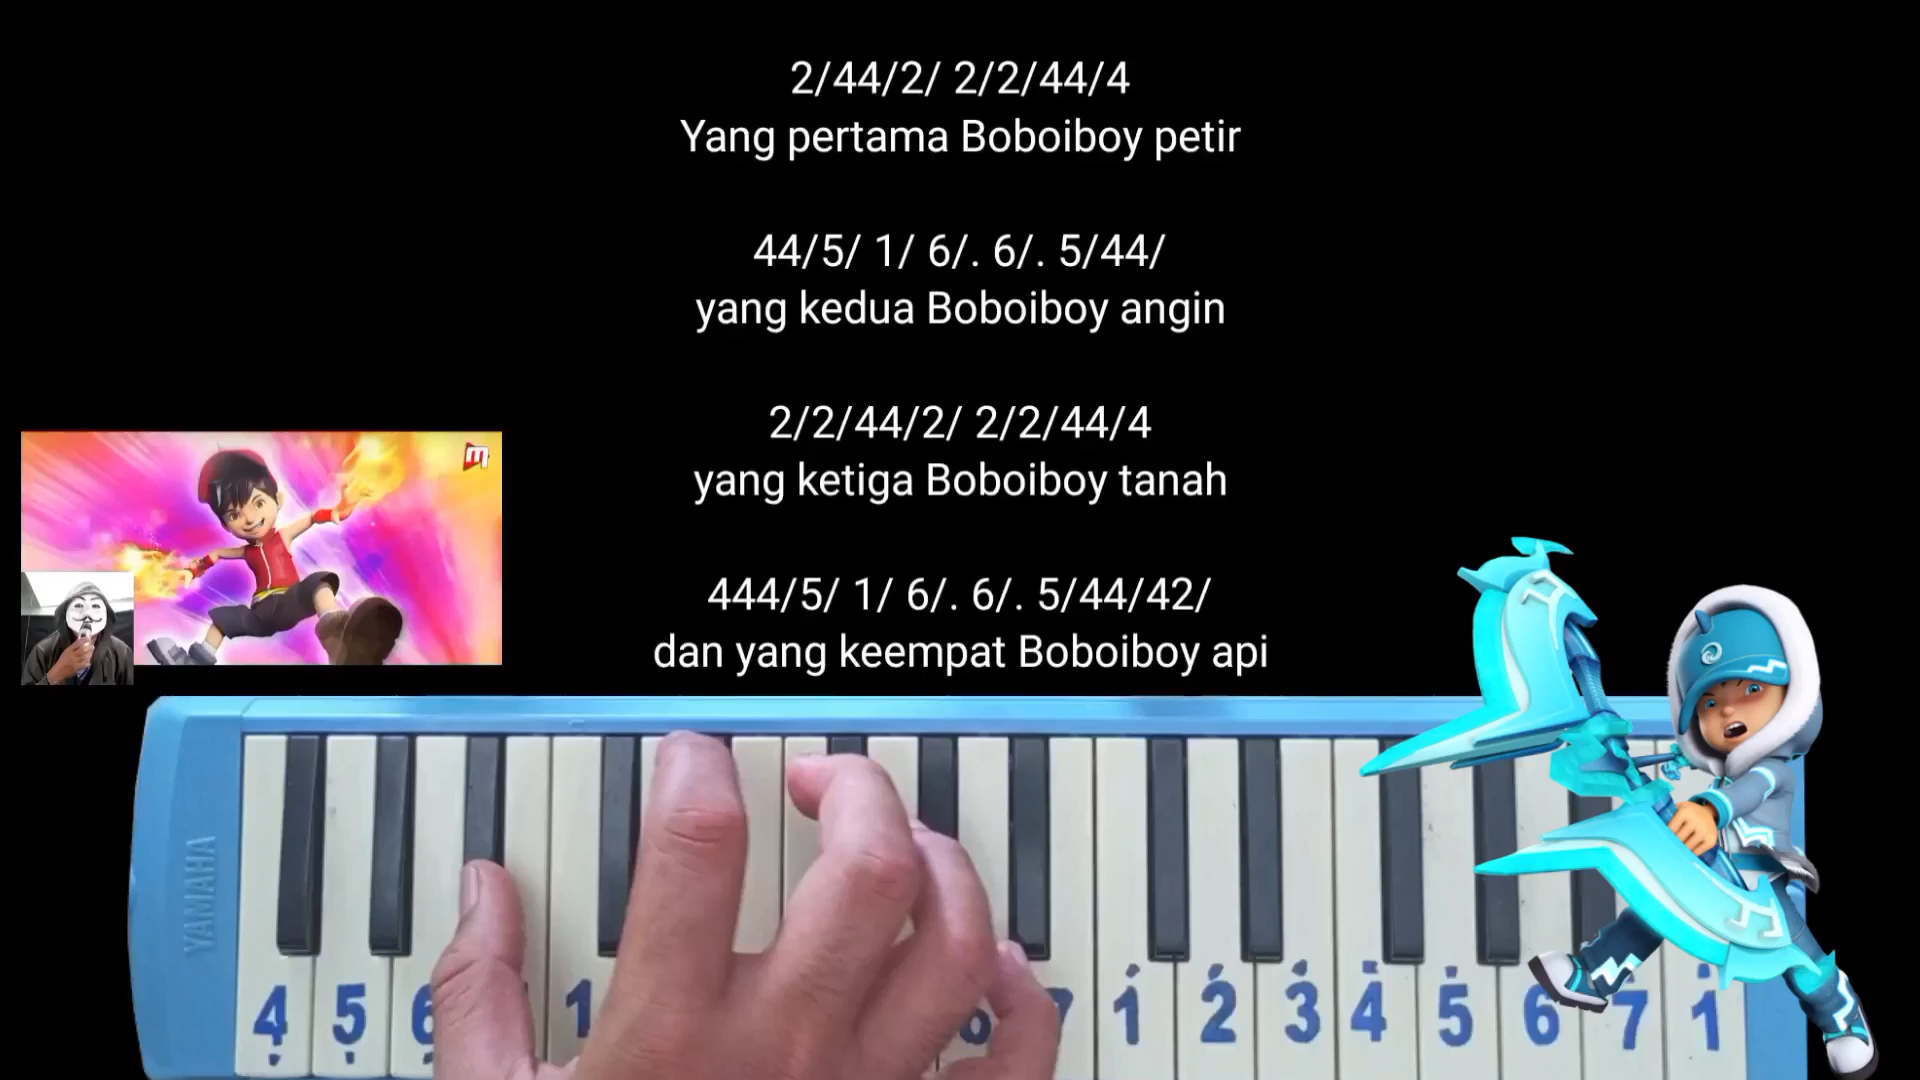 2/44/2/ 2/2/44/4
Yang pertama Boboiboy petir
44/5/ 1/ 6/. 6/. 5/44/
yang kedua Boboiboy angin
2/2/44/2/ 2/2/44/4
yang ketiga Boboiboy tanah
444/5/ 1/ 6/. 6/. 5/44/42/
dan yang keempat Boboiboy api
YAMAHA
4 5 6 1 6 7 1 2 3 4 5 6 7 1